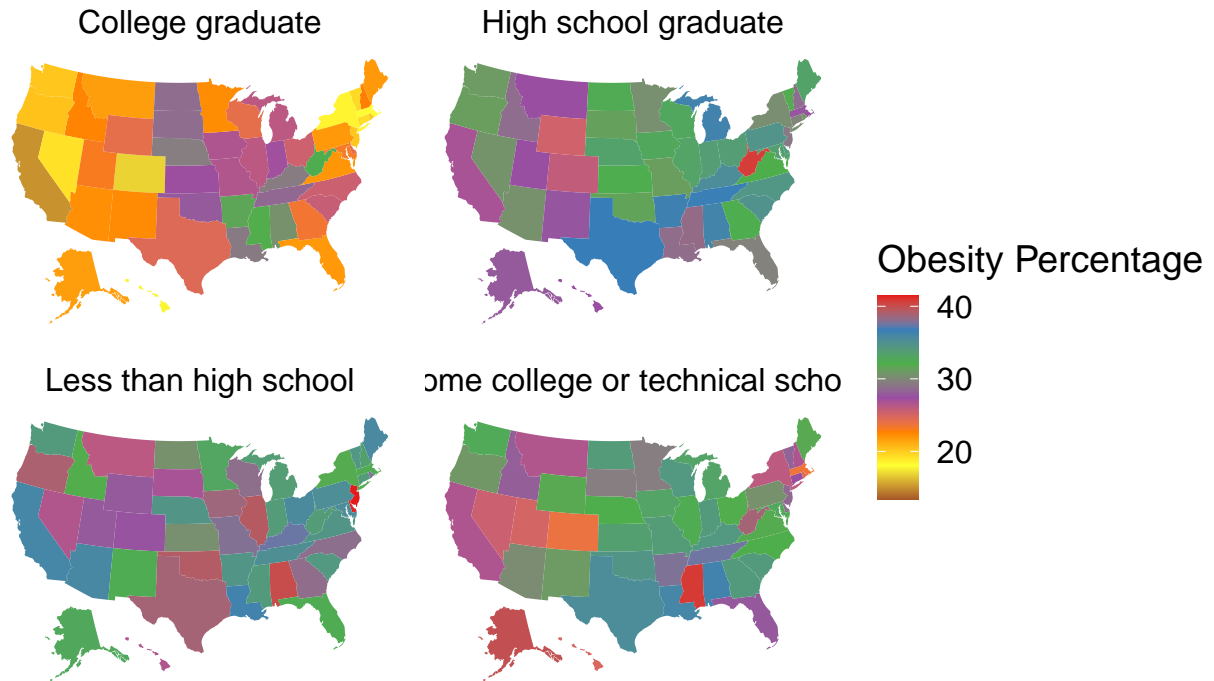 College graduate
High school graduate
Obesity Percentage
40
30
20
Less than high school
ome college or technical scho